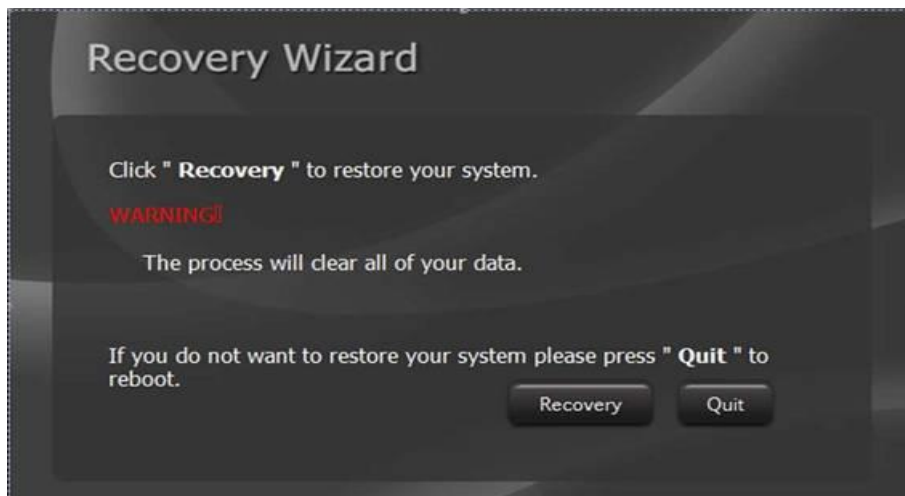 Recovery Wizard
Click " Recovery " to restore your system.
WARNING▯
The process will clear all of your data.
If you do not want to restore your system please press " Quit " to
reboot.
Recovery Quit